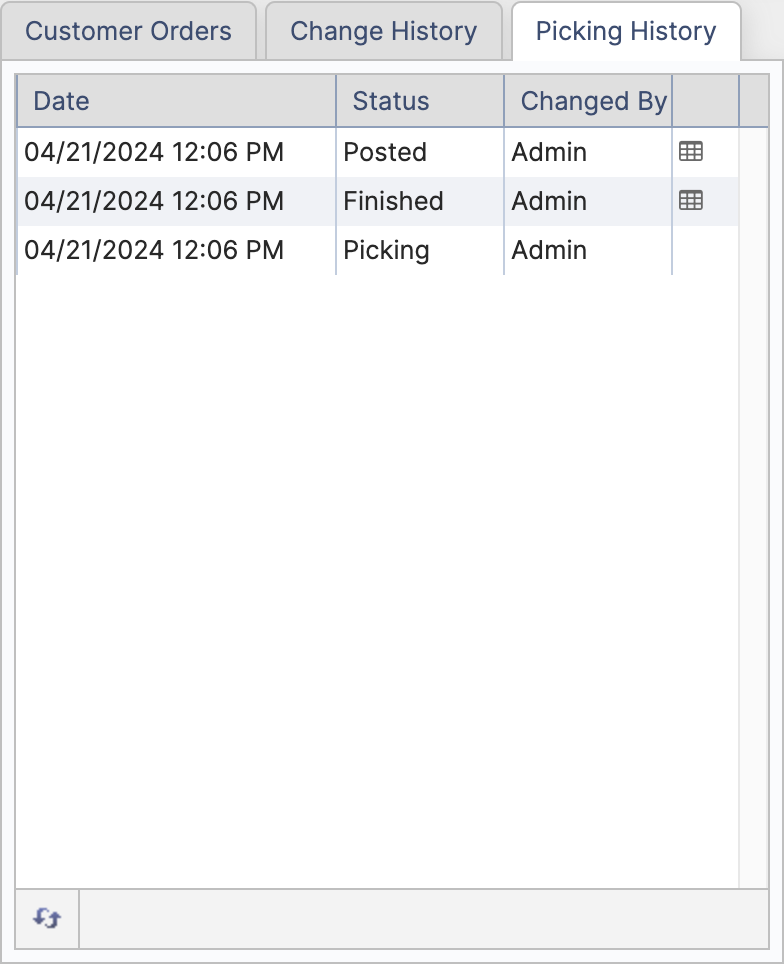 Customer Orders Change History Picking History
Date Status Changed By
04/21/2024 12:06 PM Posted Admin
04/21/2024 12:06 PM Finished Admin
04/21/2024 12:06 PM Picking Admin